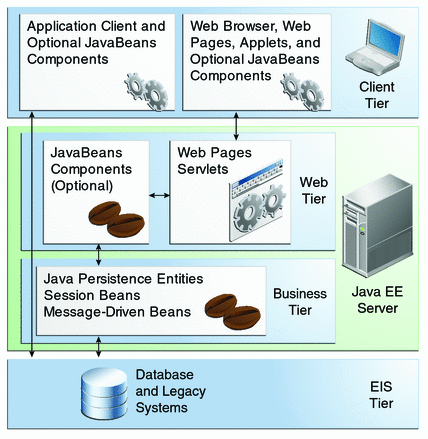 Application Client and
Optional JavaBeans
Components
Web Browser, Web
Pages, Applets, and
Optional JavaBeans
Components
Client
Tier
JavaBeans
Components
(Optional)
Web Pages
Servlets
Web
Tier
Java Persistence Entities
Session Beans
Message-Driven Beans
Business
Tier
Java EE
Server
Database
and Legacy
Systems
EIS
Tier